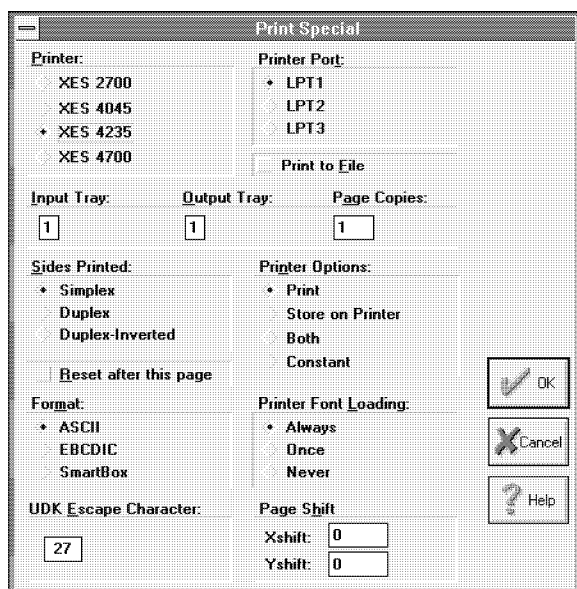 Print Special
Printer:
XES 2700
XES 4045
XES 4235
XES 4700
Printer Port:
LPT1
LPT2
LPT3
Print to File
Input Tray:
1
Output Tray:
1
Page Copies:
1
Sides Printed:
Simplex
Duplex
Duplex-Inverted
Reset after this page
Printer Options:
Print
Store on Printer
Both
Constant
Format:
ASCII
EBCDIC
SmartBox
Printer Font Loading:
Always
Once
Never
UDK Escape Character:
27
Page Shift
Xshift: 0
Yshift: 0
OK
Cancel
Help